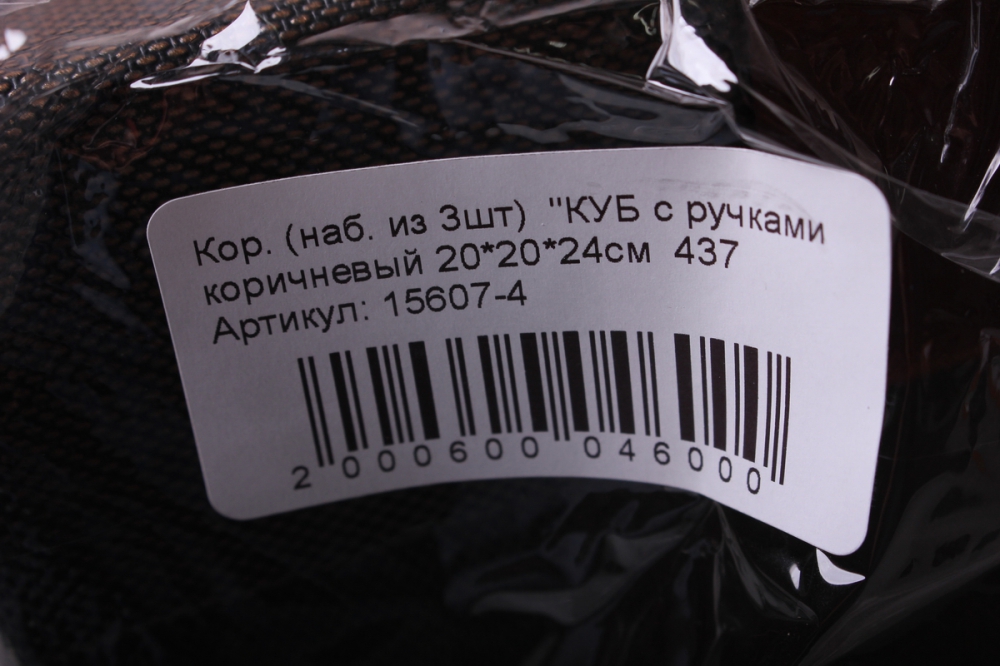 Кор. (наб. из 3шт)  "КУБ с ручками
коричневый 20*20*24см  437
Артикул: 15607-4
2 000600 046000